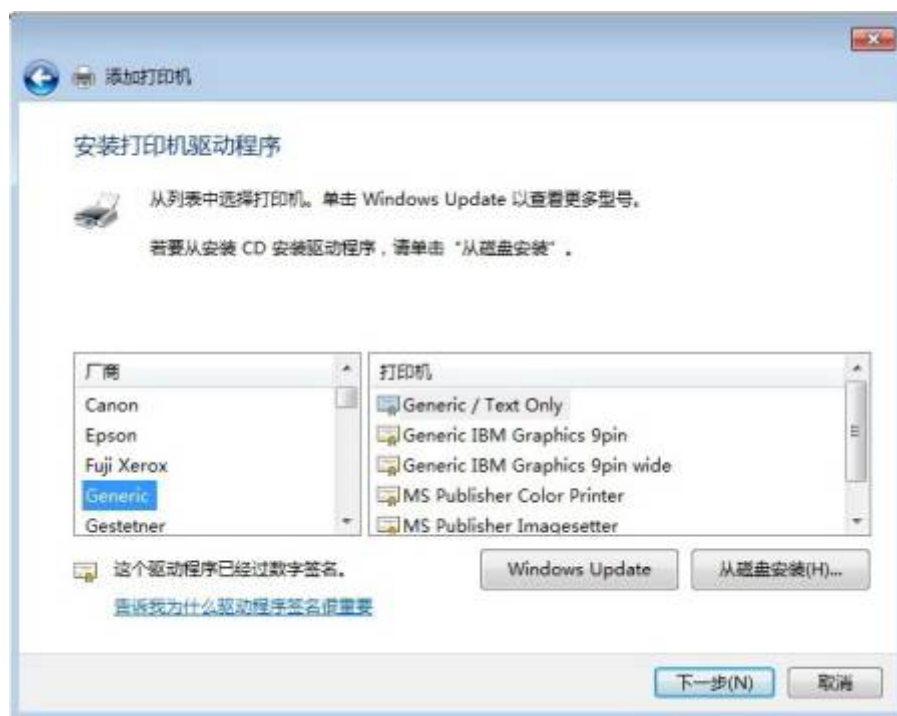 添加打印机
安装打印机驱动程序
从列表中选择打印机。单击 Windows Update 以查看更多型号。
若要从安装 CD 安装驱动程序，请单击“从磁盘安装”。
厂商
Canon
Epson
Fuji Xerox
Generic
Gestetner
打印机
Generic / Text Only
Generic IBM Graphics 9pin
Generic IBM Graphics 9pin wide
MS Publisher Color Printer
MS Publisher Imagesetter
这个驱动程序已经过数字签名。
告诉我为什么驱动程序签名很重要
Windows Update
从磁盘安装(H)...
下一步(N)
取消